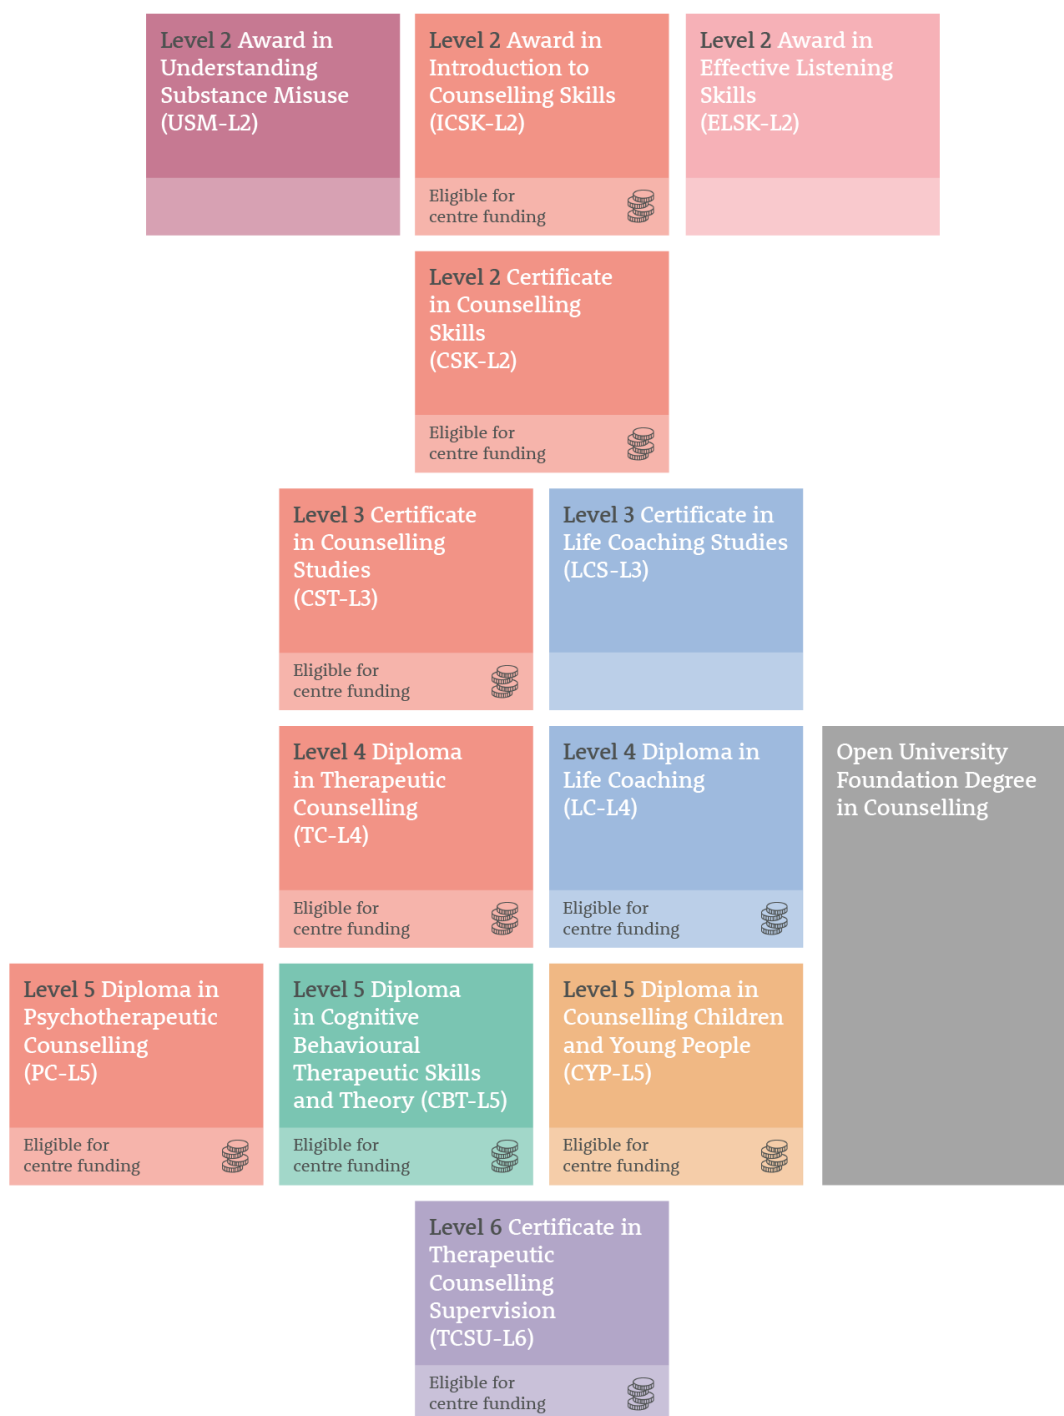 Level 2 Award in
Understanding
Substance Misuse
(USM-L2)
Level 2 Award in
Introduction to
Counselling Skills
(ICSK-L2)
Eligible for
centre funding
Level 2 Award in
Effective Listening
Skills
(ELSK-L2)
Level 2 Certificate
in Counselling
Skills
(CSK-L2)
Eligible for
centre funding
Level 3 Certificate
in Counselling
Studies
(CST-L3)
Eligible for
centre funding
Level 3 Certificate in
Life Coaching Studies
(LCS-L3)
Level 4 Diploma
in Therapeutic
Counselling
(TC-L4)
Eligible for
centre funding
Level 4 Diploma in
Life Coaching
(LC-L4)
Eligible for
centre funding
Open University
Foundation Degree
in Counselling
Level 5 Diploma in
Psychotherapeutic
Counselling
(PC-L5)
Eligible for
centre funding
Level 5 Diploma
in Cognitive
Behavioural
Therapeutic Skills
and Theory (CBT-L5)
Eligible for
centre funding
Level 5 Diploma in
Counselling Children
and Young People
(CYP-L5)
Eligible for
centre funding
Level 6 Certificate in
Therapeutic
Counselling
Supervision
(TCSU-L6)
Eligible for
centre funding